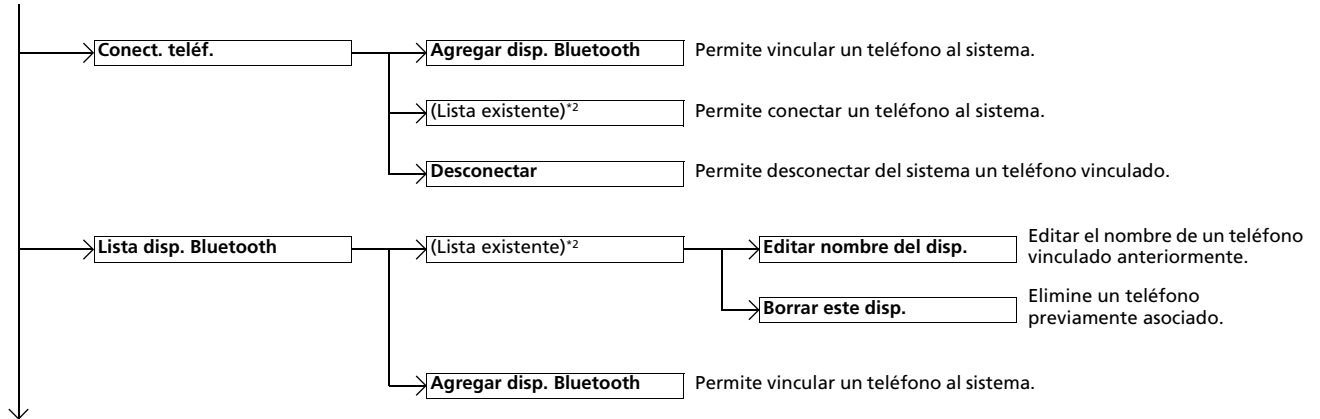 Conect. teléf.
Agregar disp. Bluetooth
Permite vincular un teléfono al sistema.
(Lista existente)*2
Permite conectar un teléfono al sistema.
Desconectar
Permite desconectar del sistema un teléfono vinculado.
Lista disp. Bluetooth
(Lista existente)*2
Editar nombre del disp.
Editar el nombre de un teléfono
vinculado anteriormente.
Borrar este disp.
Elimine un teléfono
previamente asociado.
Agregar disp. Bluetooth
Permite vincular un teléfono al sistema.